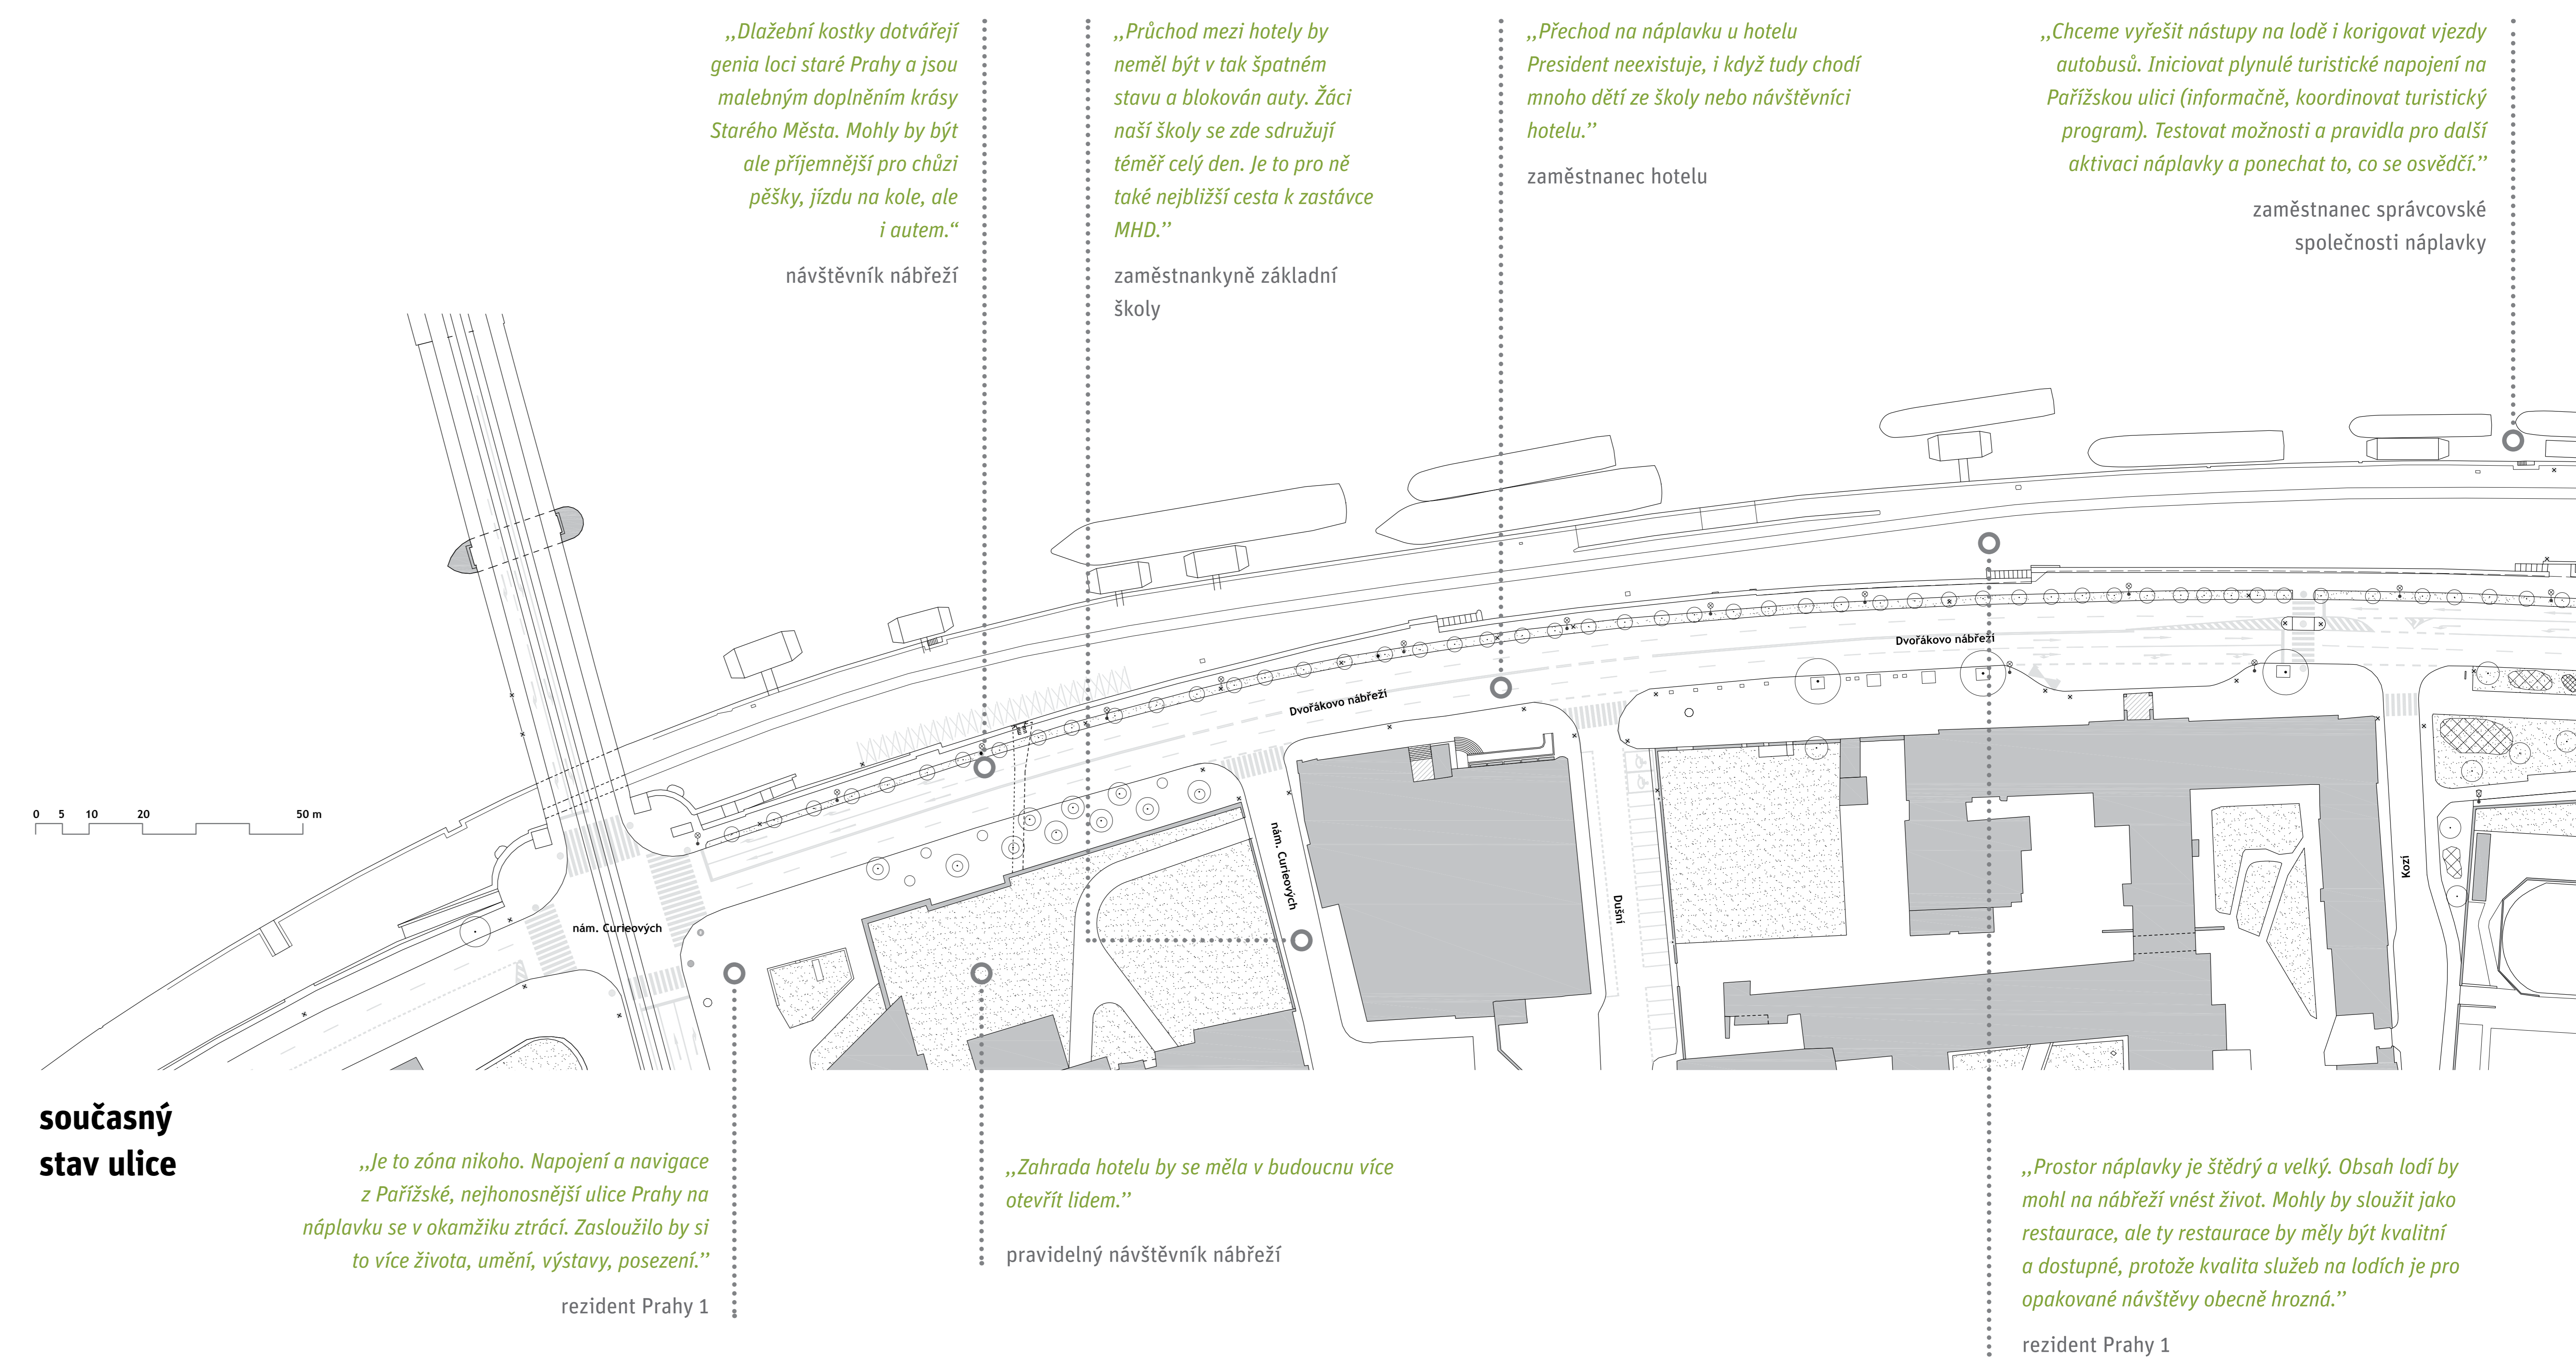 ,,Dlažební kostky dotvářejí
genia loci staré Prahy a jsou
malebným doplněním krásy
Starého Města. Mohly by být
ale příjemnější pro chůzi
pěšky, jízdu na kole, ale
i autem.“
návštěvník nábřeží
,,Průchod mezi hotely by
neměl být v tak špatném
stavu a blokován auty. Žáci
naší školy se zde sdružují
téměř celý den. Je to pro ně
také nejbližší cesta k zastávce
MHD.’’
zaměstnankyně základní
školy
,,Přechod na náplavku u hotelu
President neexistuje, i když tudy chodí
mnoho dětí ze školy nebo návštěvníci
hotelu.’’
zaměstnanec hotelu
,,Chceme vyřešit nástupy na lodě i korigovat vjezdy
autobusů. Iniciovat plynulé turistické napojení na
Pařížskou ulici (informačně, koordinovat turistický
program). Testovat možnosti a pravidla pro další
aktivaci náplavky a ponechat to, co se osvědčí.’’
zaměstnanec správcovské
společnosti náplavky
Dvořákovo nábřeží
Dvořákovo nábřeží
0 5 10 20 50 m
nám. Curieových
nám. Curieových
Dušní
Kozí
současný
stav ulice
,,Je to zóna nikoho. Napojení a navigace
z Pařížské, nejhonosnější ulice Prahy na
náplavku se v okamžiku ztrácí. Zasloužilo by si
to více života, umění, výstavy, posezení.’’
rezident Prahy 1
,,Zahrada hotelu by se měla v budoucnu více
otevřít lidem.’’
pravidelný návštěvník nábřeží
,,Prostor náplavky je štědrý a velký. Obsah lodí by
mohl na nábřeží vnést život. Mohly by sloužit jako
restaurace, ale ty restaurace by měly být kvalitní
a dostupné, protože kvalita služeb na lodích je pro
opakované návštěvy obecně hrozná.’’
rezident Prahy 1